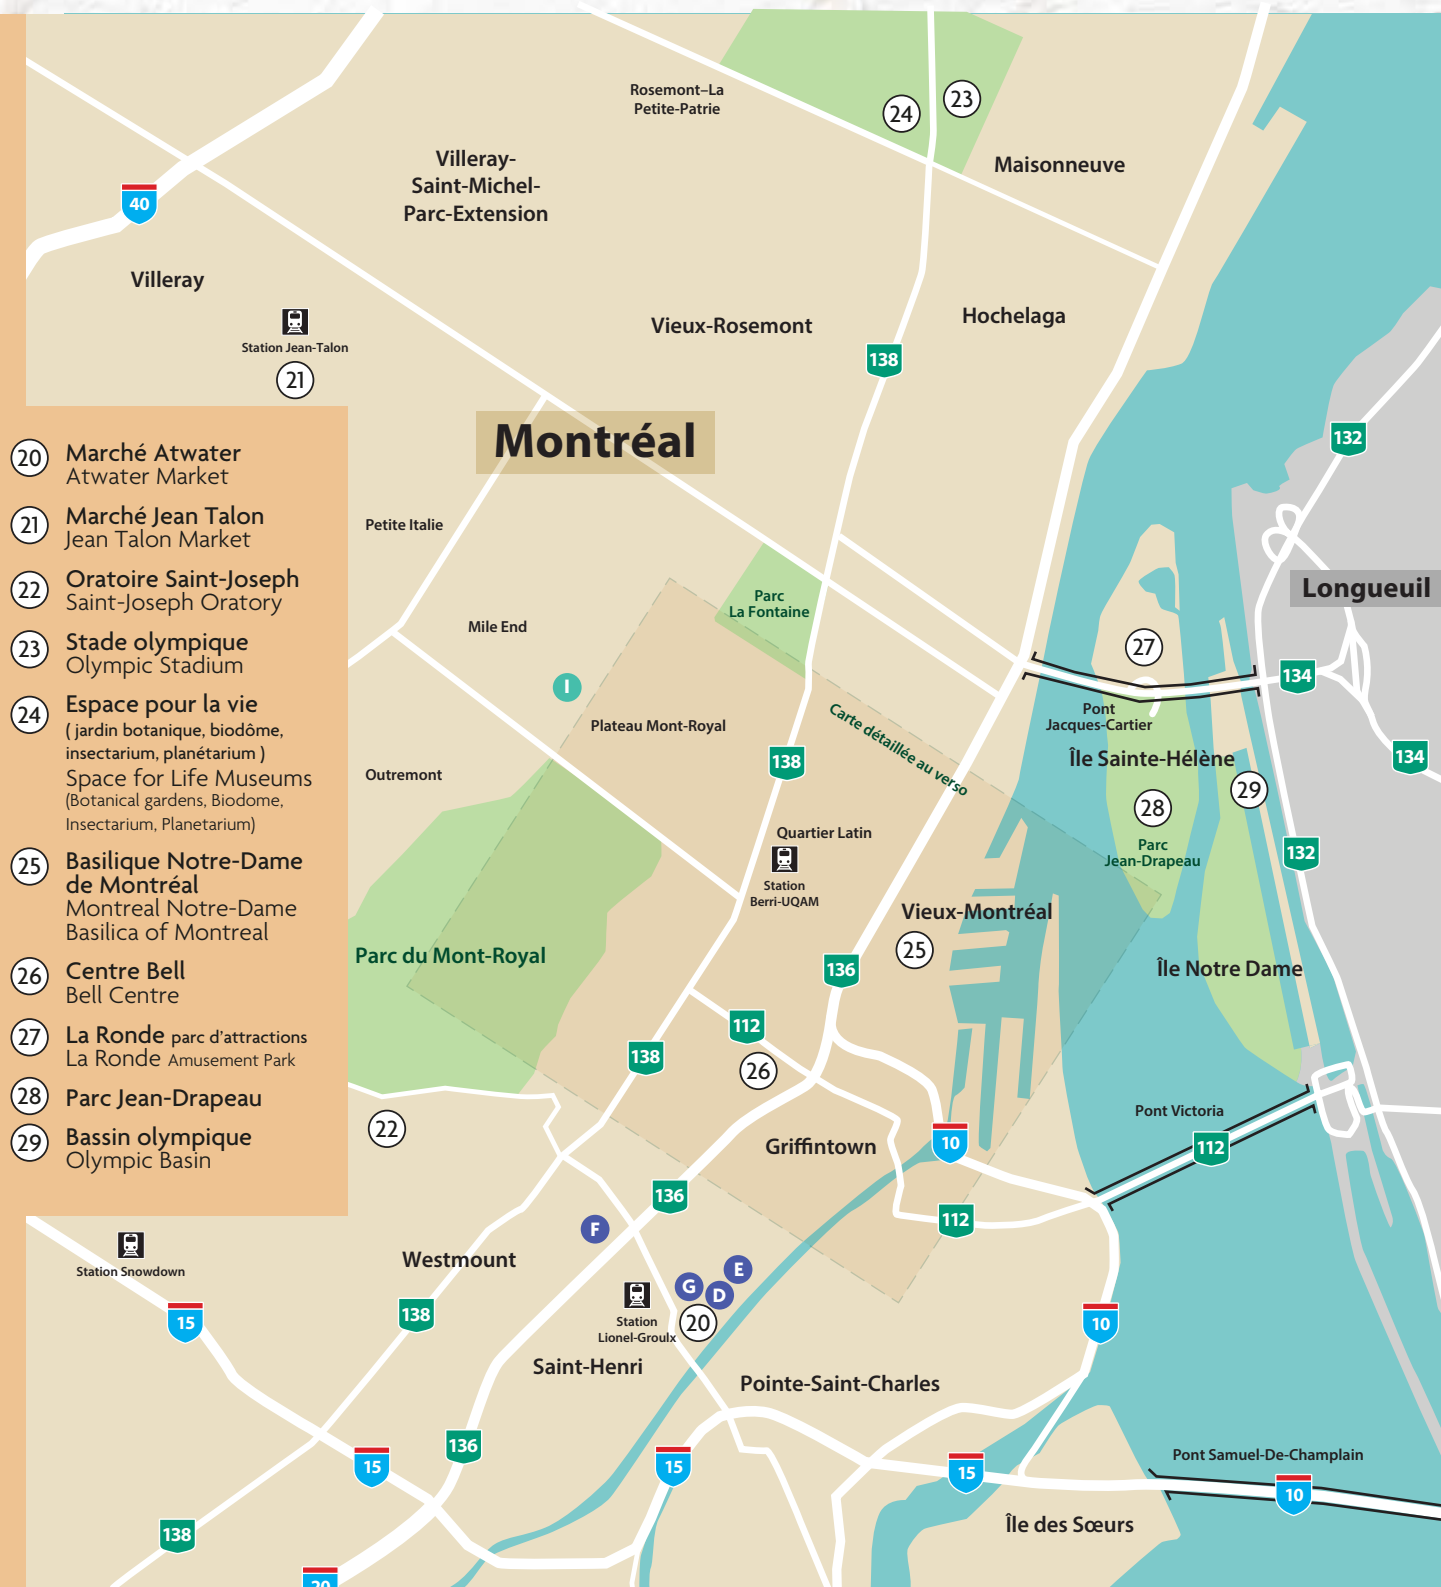 Rosemont–La
Petite-Patrie
24
23
Villeray-
Saint-Michel-
Parc-Extension
Maisonneuve
40
Villeray
Station Jean-Talon
21
Vieux-Rosemont
Hochelaga
138
Montréal
132
20 Marché Atwater
Atwater Market
21 Marché Jean Talon
Jean Talon Market
22 Oratoire Saint-Joseph
Saint-Joseph Oratory
23 Stade olympique
Olympic Stadium
24 Espace pour la vie
( jardin botanique, biodôme,
insectarium, planétarium )
Space for Life Museums
(Botanical gardens, Biodome,
Insectarium, Planetarium)
25 Basilique Notre-Dame
de Montréal
Montreal Notre-Dame
Basilica of Montreal
26 Centre Bell
Bell Centre
27 La Ronde parc d'attractions
La Ronde Amusement Park
28 Parc Jean-Drapeau
29 Bassin olympique
Olympic Basin
Petite Italie
Longueuil
Parc
La Fontaine
Mile End
27
I
134
Plateau Mont-Royal
Carte détaillée au verso
Pont
Jacques-Cartier
138
Île Sainte-Hélène
134
Outremont
29
28
Quartier Latin
Parc
Jean-Drapeau
132
Station
Berri-UQAM
Vieux-Montréal
25
Parc du Mont-Royal
136
Île Notre Dame
112
138
26
22
Pont Victoria
Griffintown
10
112
136
112
F
Station Snowdown
Westmount
E
G
D
15
138
Station
Lionel-Groulx
20
10
Saint-Henri
Pointe-Saint-Charles
136
15
15
15
Pont Samuel-De-Champlain
10
138
Île des Sœurs
20